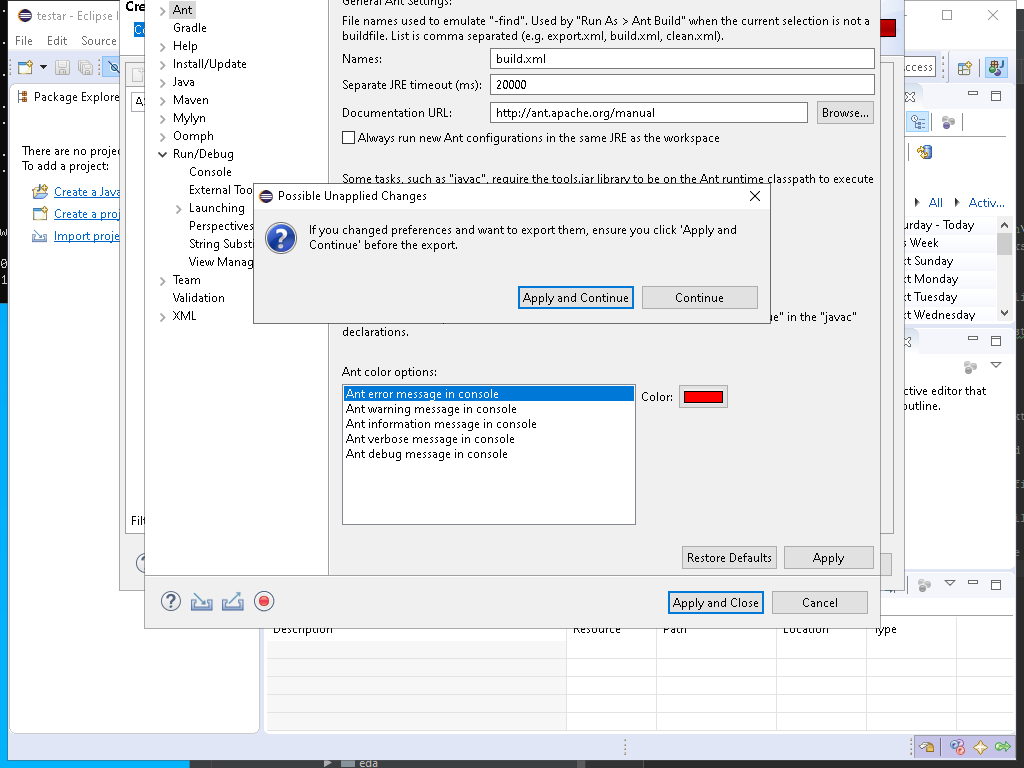 testar - Eclipse I
Cre
File Edit Source
Package Explore
There are no projec
To add a project:
Create a Java
Create a proj
Import proje
Filt
Ant
Gradle
Help
Install/Update
Java
Maven
Mylyn
Oomph
Run/Debug
Console
External Too
Launching
Perspectives
String Subst
View Manag
Team
Validation
XML
General Ant Settings:
File names used to emulate "-find". Used by "Run As > Ant Build" when the current selection is not a
buildfile. List is comma separated (e.g. export.xml, build.xml, clean.xml).
Names: build.xml
Separate JRE timeout (ms): 20000
Documentation URL: http://ant.apache.org/manual Browse...
Always run new Ant configurations in the same JRE as the workspace
Some tasks, such as "javac", require the tools.jar library to be on the Ant runtime classpath to execute
Possible Unapplied Changes
If you changed preferences and want to export them, ensure you click 'Apply and
Continue' before the export.
Apply and Continue Continue
ue" in the "javac"
declarations.
Ant color options:
Ant error message in console
Ant warning message in console
Ant information message in console
Ant verbose message in console
Ant debug message in console
Color:
Restore Defaults Apply
Apply and Close Cancel
ccess
All Activ...
urday - Today
s Week
xt Sunday
xt Monday
xt Tuesday
xt Wednesday
ctive editor that
outline.
Description Resource Path Location Type
eda